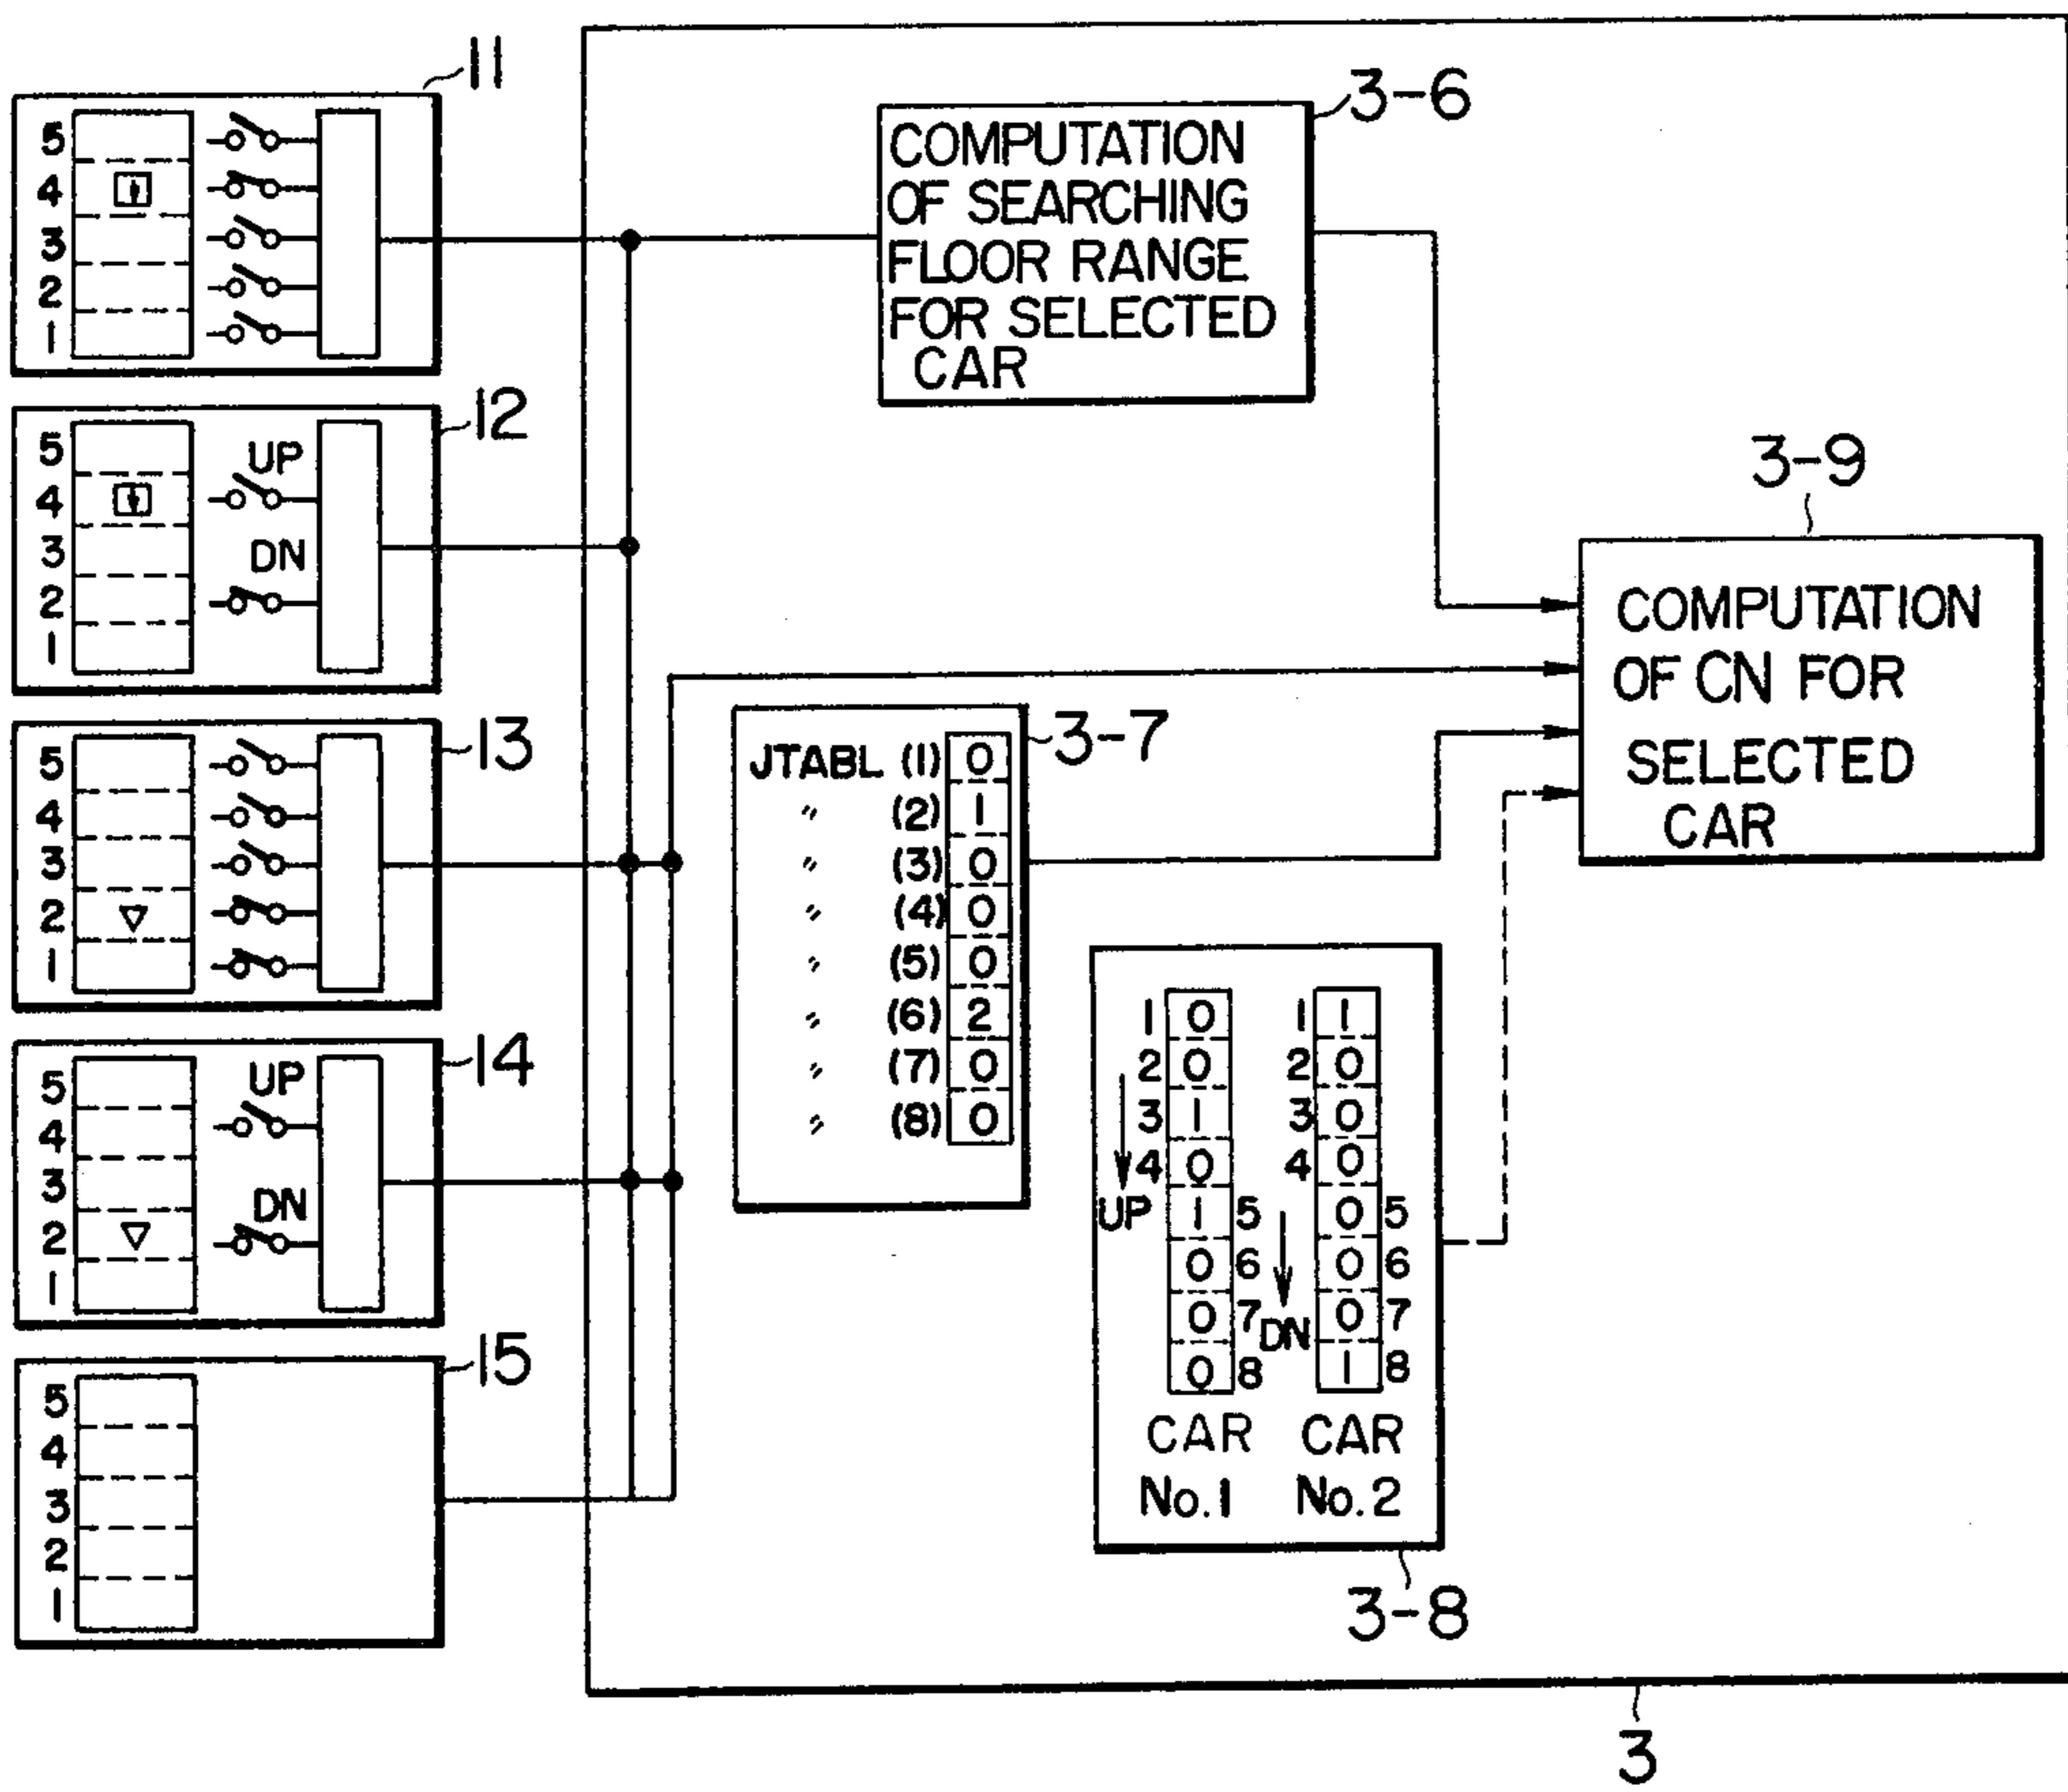 11
5
4
3
2
1
12
5
4
3
2
1
UP
DN
13
5
4
3
2
1
14
5
4
3
2
1
UP
DN
15
5
4
3
2
1
3-6
COMPUTATION
OF SEARCHING
FLOOR RANGE
FOR SELECTED
CAR
3-7
JTABL (1) 0
〃 (2) 1
〃 (3) 0
〃 (4) 0
〃 (5) 0
〃 (6) 2
〃 (7) 0
〃 (8) 0
3-9
COMPUTATION
OF CN FOR
SELECTED
CAR
1 0 1 1
2 0 2 0
3 1 3 0
4 0 4 0
UP 1 5 0 5
0 6 0 6
0 7 DN 0 7
0 8 1 8
CAR CAR
No.1 No.2
3-8
3